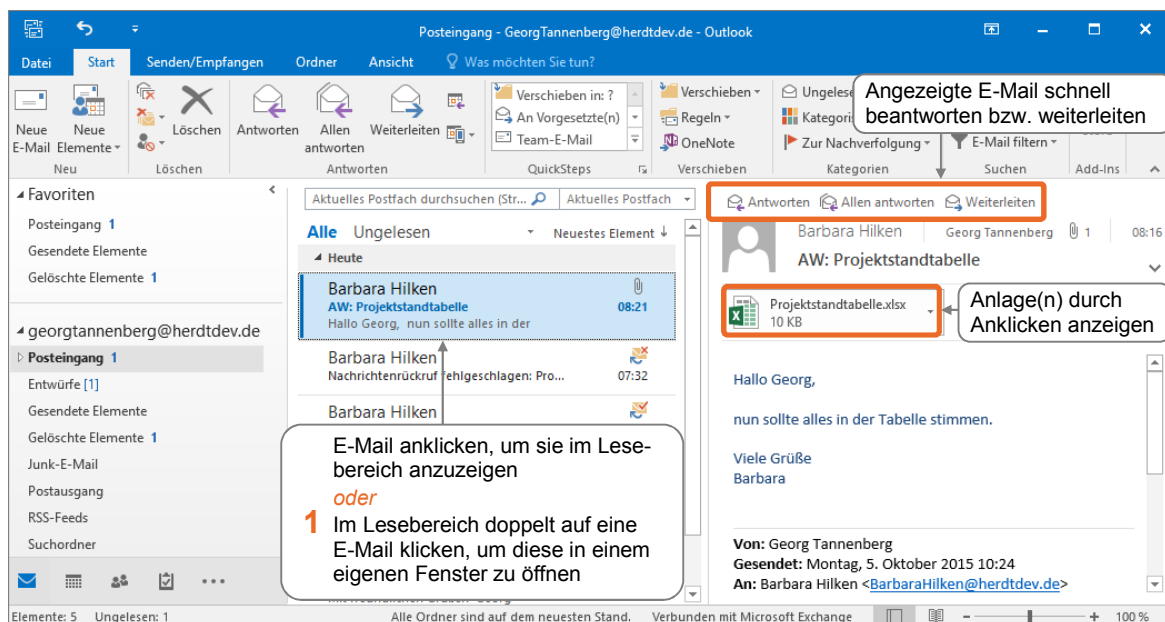 Posteingang - GeorgTannenberg@herdtdev.de - Outlook
Datei Start Senden/Empfangen Ordner Ansicht Was möchten Sie tun?
Neue E-Mail
Neue Elemente
Löschen
Antworten
Allen antworten
Weiterleiten
Verschieben in: ?
An Vorgesetzte(n)
Team-E-Mail
Verschieben
Regeln
OneNote
Zur Nachverfolgung
E-Mail filtern
Neu Löschen Antworten QuickSteps Verschieben Kategorien Suchen Add-Ins
Angezeigte E-Mail schnell
beantworten bzw. weiterleiten
Favoriten
Posteingang 1
Gesendete Elemente
Gelöschte Elemente 1
georgtannenberg@herdtdev.de
Posteingang 1
Entwürfe [1]
Gesendete Elemente
Gelöschte Elemente 1
Junk-E-Mail
Postausgang
RSS-Feeds
Suchordner
Aktuelles Postfach durchsuchen (Str... Aktuelles Postfach
Alle Ungelesen Neuestes Element
Heute
Barbara Hilken
AW: Projektstandtabelle 08:21
Hallo Georg, nun sollte alles in der
Barbara Hilken
Nachrichtenrückruf fehlgeschlagen: Pro... 07:32
Barbara Hilken
E-Mail anklicken, um sie im Lese-
bereich anzuzeigen
oder
1 Im Lesebereich doppelt auf eine
E-Mail klicken, um diese in einem
eigenen Fenster zu öffnen
Antworten Allen antworten Weiterleiten
Barbara Hilken Georg Tannenberg 1 08:16
AW: Projektstandtabelle
Projektstandtabelle.xlsx
10 KB
Anlage(n) durch
Anklicken anzeigen
Hallo Georg,
nun sollte alles in der Tabelle stimmen.
Viele Grüße
Barbara
Von: Georg Tannenberg
Gesendet: Montag, 5. Oktober 2015 10:24
An: Barbara Hilken <BarbaraHilken@herdtdev.de>
Elemente: 5 Ungelesen: 1 Alle Ordner sind auf dem neuesten Stand. Verbunden mit Microsoft Exchange - + 100 %